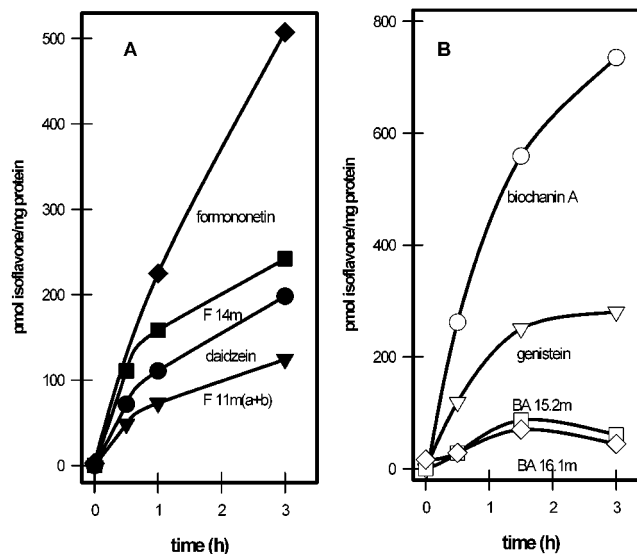 A
pmol isoflavone/mg protein
500
400
300
200
100
0
formononetin
F 14m
daidzein
F 11m(a+b)
0
1
2
3
time (h)
B
pmol isoflavone/mg protein
800
600
400
200
0
biochanin A
genistein
BA 15.2m
BA 16.1m
0
1
2
3
time (h)